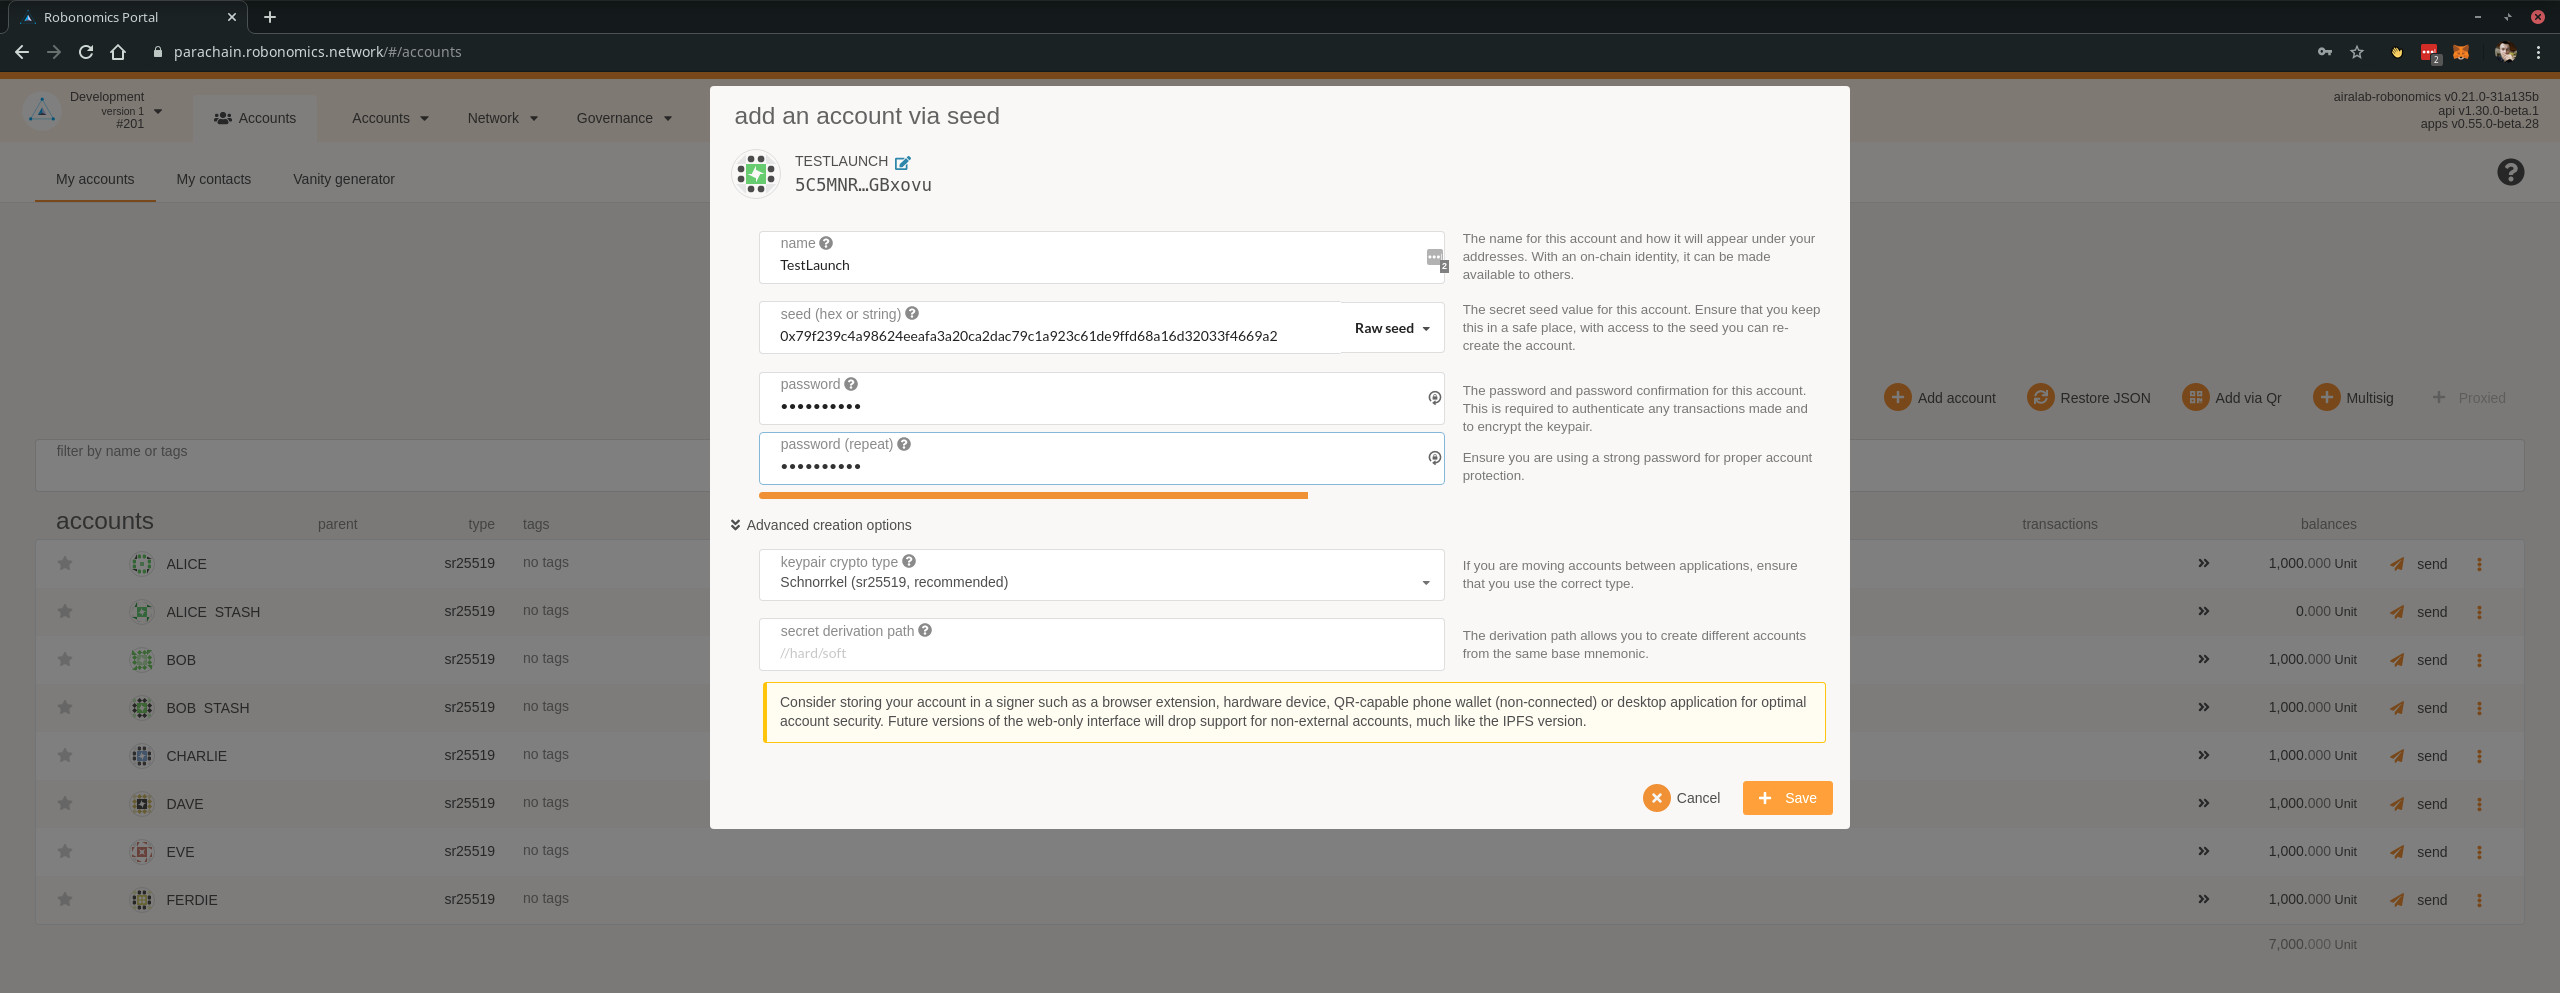 Robonomics Portal
parachain.robonomics.network/#/accounts
2
Development
version 1
#201
Accounts
Accounts
Network
Governance
airalab-robonomics v0.21.0-31a135b
api v1.30.0-beta.1
apps v0.55.0-beta.28
My accounts
My contacts
Vanity generator
add an account via seed
TESTLAUNCH
5C5MNR…GBxovu
name
TestLaunch
2
The name for this account and how it will appear under your
addresses. With an on-chain identity, it can be made
available to others.
seed (hex or string)
0x79f239c4a98624eeafa3a20ca2dac79c1a923c61de9ffd68a16d32033f4669a2
Raw seed
The secret seed value for this account. Ensure that you keep
this in a safe place, with access to the seed you can re-
create the account.
password
••••••••••
The password and password confirmation for this account.
This is required to authenticate any transactions made and
to encrypt the keypair.
password (repeat)
••••••••••
Ensure you are using a strong password for proper account
protection.
Advanced creation options
keypair crypto type
Schnorrkel (sr25519, recommended)
If you are moving accounts between applications, ensure
that you use the correct type.
secret derivation path
//hard/soft
The derivation path allows you to create different accounts
from the same base mnemonic.
Consider storing your account in a signer such as a browser extension, hardware device, QR-capable phone wallet (non-connected) or desktop application for optimal
account security. Future versions of the web-only interface will drop support for non-external accounts, much like the IPFS version.
Cancel
Save
Add account
Restore JSON
Add via Qr
Multisig
Proxied
filter by name or tags
accounts parent type tags transactions balances
ALICE sr25519 no tags 1,000.000 Unit send
ALICE STASH sr25519 no tags 0.000 Unit send
BOB sr25519 no tags 1,000.000 Unit send
BOB STASH sr25519 no tags 1,000.000 Unit send
CHARLIE sr25519 no tags 1,000.000 Unit send
DAVE sr25519 no tags 1,000.000 Unit send
EVE sr25519 no tags 1,000.000 Unit send
FERDIE sr25519 no tags 1,000.000 Unit send
7,000.000 Unit